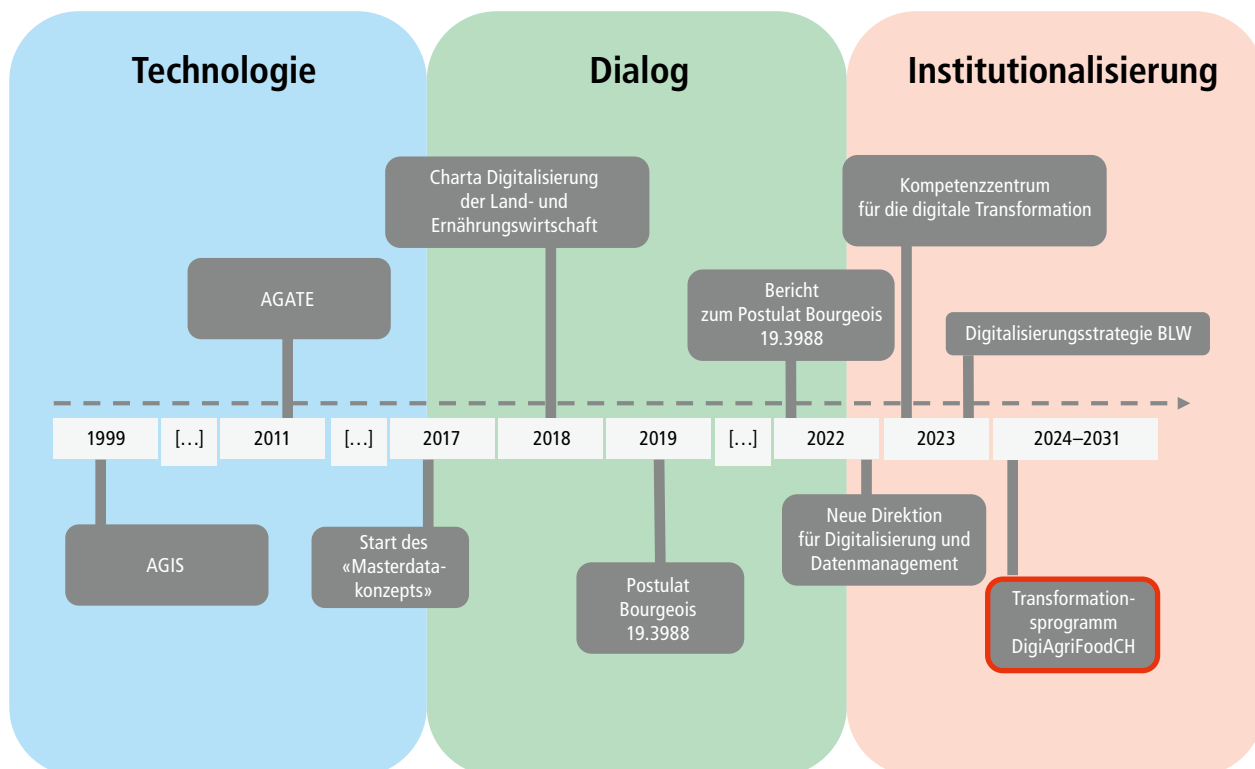 Technologie
Dialog
Institutionalisierung
Charta Digitalisierung
der Land- und
Ernährungswirtschaft
Kompetenzzentrum
für die digitale Transformation
AGATE
Bericht
zum Postulat Bourgeois
19.3988
Digitalisierungsstrategie BLW
1999
[…]
2011
[…]
2017
2018
2019
[…]
2022
2023
2024–2031
AGIS
Start des
«Masterdata-
konzepts»
Postulat
Bourgeois
19.3988
Neue Direktion
für Digitalisierung und
Datenmanagement
Transformation-
sprogramm
DigiAgriFoodCH